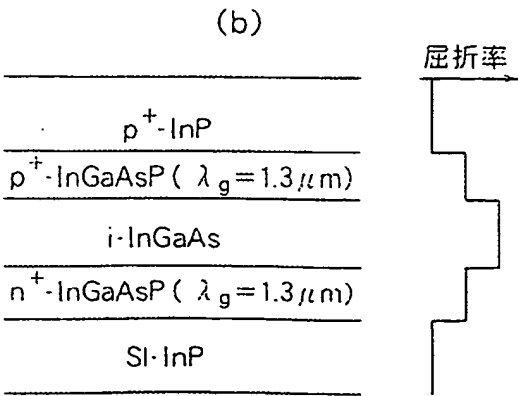 (b)
屈折率
p⁺-InP
p⁺-InGaAsP ( λg=1.3μm)
i-InGaAs
n⁺-InGaAsP ( λg=1.3μm)
SI-InP